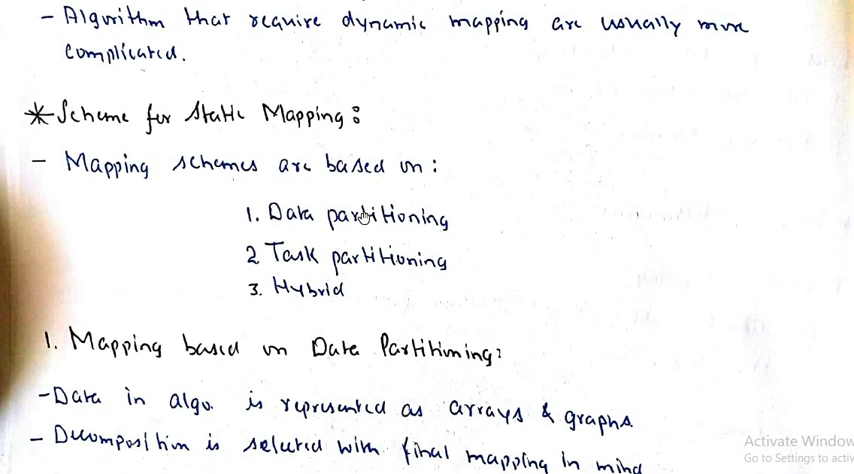 - Algorithm that require dynamic mapping are usually more
complicated.
* Scheme for Static Mapping:
- Mapping schemes are based on:
1. Data partitioning
2 Task partitioning
3. Hybrid
1. Mapping based on Data Partitioning:
- Data in algo. is represented as arrays & graphs.
- Decomposition is selected with final mapping in mind
Activate Window
Go to Settings to activ